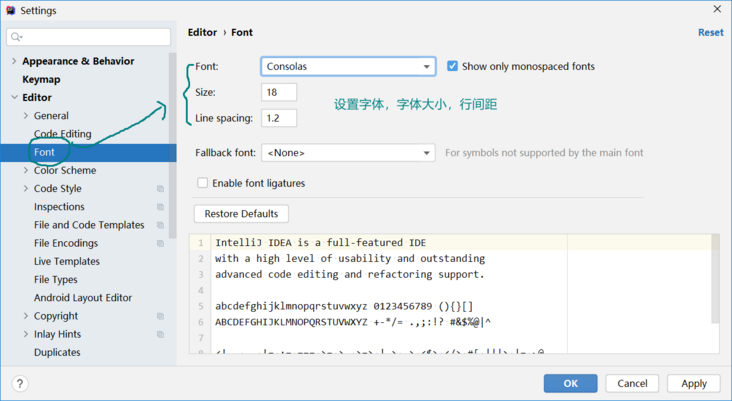 Settings
Appearance & Behavior
Keymap
Editor
General
Code Editing
Font
Color Scheme
Code Style
Inspections
File and Code Templates
File Encodings
Live Templates
File Types
Android Layout Editor
Copyright
Inlay Hints
Duplicates
Editor › Font
Reset
Font: Consolas Show only monospaced fonts
Size: 18
Line spacing: 1.2
设置字体，字体大小，行间距
Fallback font: <None> For symbols not supported by the main font
Enable font ligatures
Restore Defaults
1 IntelliJ IDEA is a full-featured IDE
2 with a high level of usability and outstanding
3 advanced code editing and refactoring support.
4
5 abcdefghijklmnopqrstuvwxyz 0123456789 (){}[]
6 ABCDEFGHIJKLMNOPQRSTUVWXYZ +-*/= .,;:!? #&$%@|^
7
?
OK
Cancel
Apply